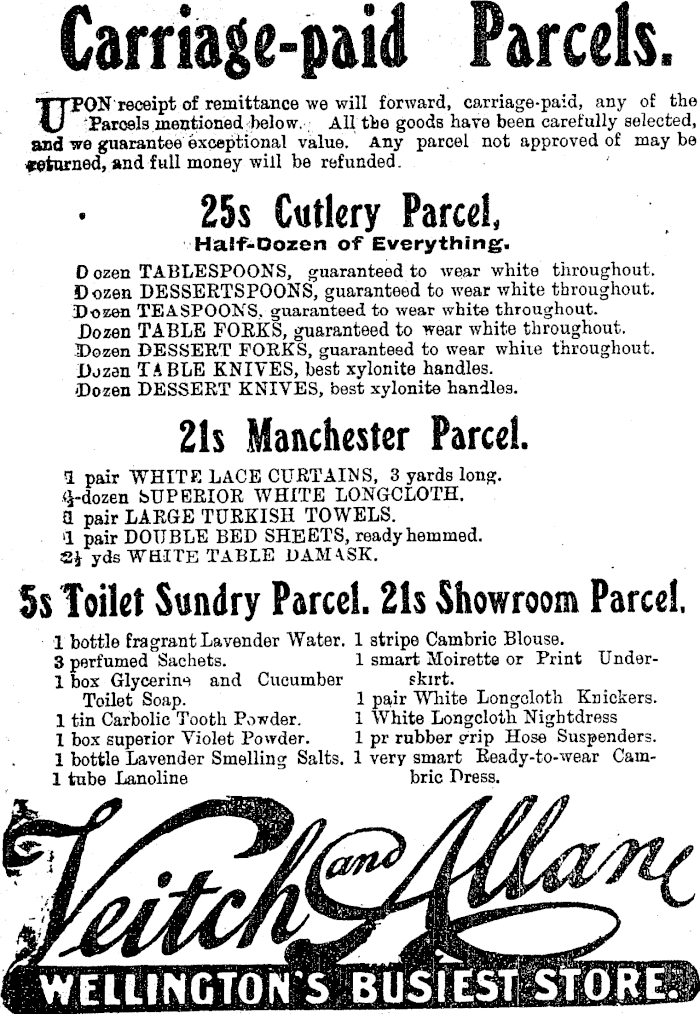 Carriage-paid Parcels.
UPON receipt of remittance we will forward, carriage-paid, any of the
Parcels mentioned below. All the goods have been carefully selected,
and we guarantee exceptional value. Any parcel not approved of may be
returned, and full money will be refunded.
25s Cutlery Parcel,
Half-Dozen of Everything.
Dozen TABLESPOONS, guaranteed to wear white throughout.
Dozen DESSERTSPOONS, guaranteed to wear white throughout.
Dozen TEASPOONS, guaranteed to wear white throughout.
Dozen TABLE FORKS, guaranteed to wear white throughout.
Dozen DESSERT FORKS, guaranteed to wear white throughout.
Dozen TABLE KNIVES, best xylonite handles.
Dozen DESSERT KNIVES, best xylonite handles.
21s Manchester Parcel.
1 pair WHITE LACE CURTAINS, 3 yards long.
½-dozen SUPERIOR WHITE LONGCLOTH.
1 pair LARGE TURKISH TOWELS.
1 pair DOUBLE BED SHEETS, ready hemmed.
2½ yds WHITE TABLE DAMASK.
5s Toilet Sundry Parcel.
1 bottle fragrant Lavender Water.
3 perfumed Sachets.
1 box Glycerine and Cucumber
Toilet Soap.
1 tin Carbolic Tooth Powder.
1 box superior Violet Powder.
1 bottle Lavender Smelling Salts.
1 tube Lanoline
21s Showroom Parcel.
1 stripe Cambric Blouse.
1 smart Moirette or Print Under-
skirt.
1 pair White Longcloth Knickers.
1 White Longcloth Nightdress
1 pr rubber grip Hose Suspenders.
1 very smart Ready-to-wear Cam-
bric Dress.
Veitch and Allan
WELLINGTON'S BUSIEST STORE.